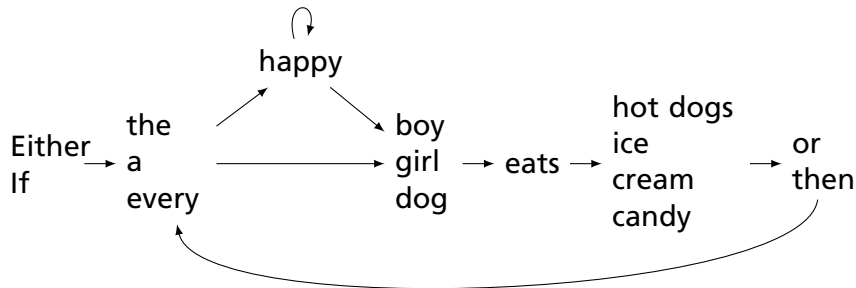 happy
Either
If
the
a
every
boy
girl
dog
eats
hot dogs
ice
cream
candy
or
then